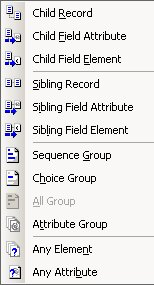 Child Record
Child Field Attribute
Child Field Element
Sibling Record
Sibling Field Attribute
Sibling Field Element
Sequence Group
Choice Group
All Group
Attribute Group
Any Element
Any Attribute